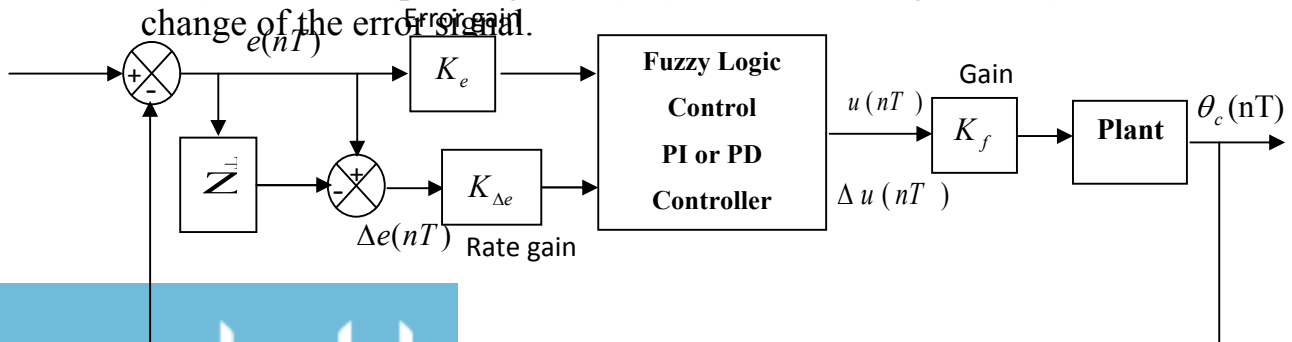 change of the error signal.
Error gain
e(nT)
+
-
K_e
Fuzzy Logic
Control
PI or PD
Controller
u(nT)
Δu(nT)
Gain
K_f
Plant
θ_c(nT)
+
-
K_Δe
Δe(nT)
Rate gain